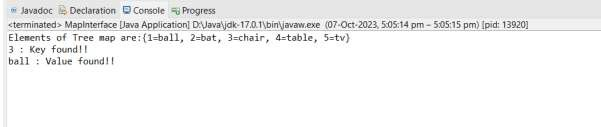 Javadoc Declaration Console Progress
<terminated> MapInterface [Java Application] D:\Java\jdk-17.0.1\bin\javaw.exe (07-Oct-2023, 5:05:14 pm – 5:05:15 pm) [pid: 13920]
Elements of Tree map are:{1=ball, 2=bat, 3=chair, 4=table, 5=tv}
3 : Key found!!
ball : Value found!!